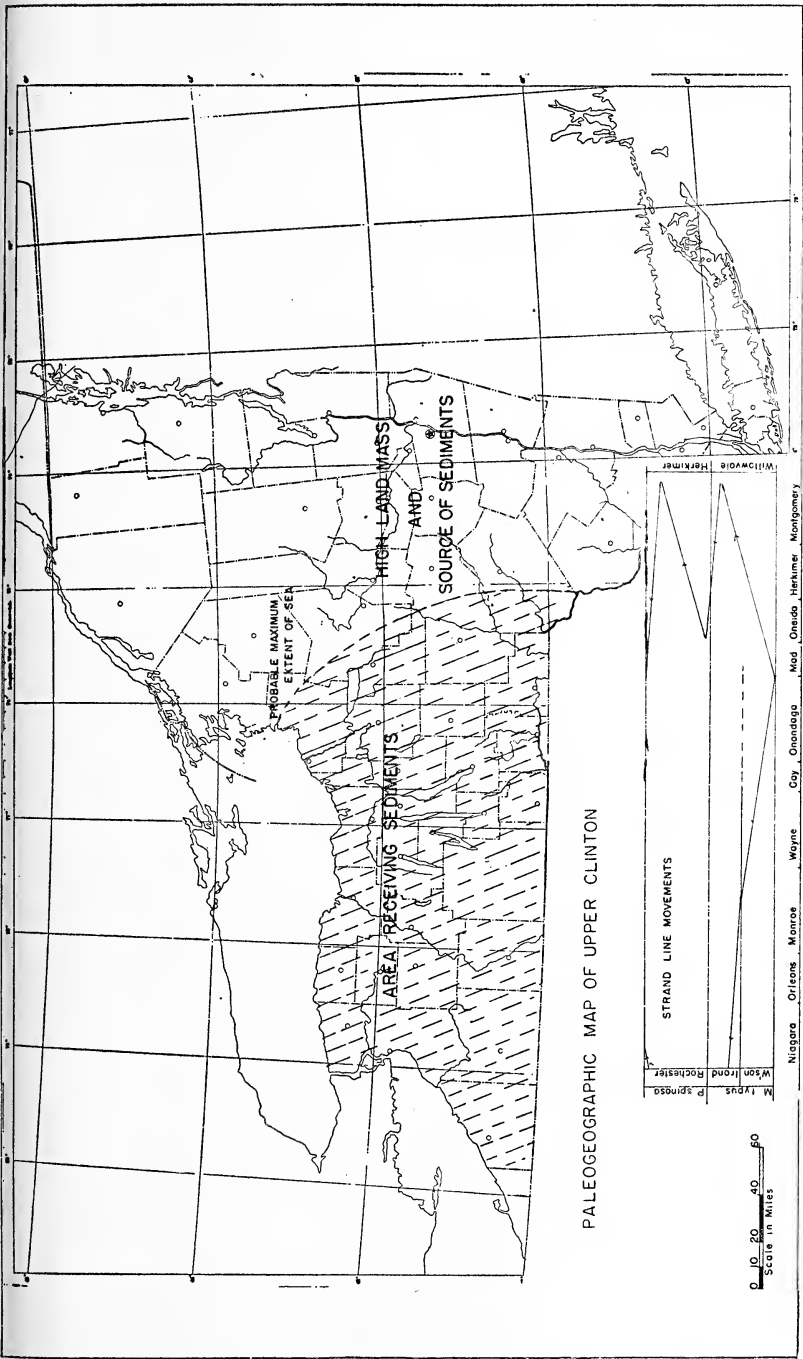 PROBABLE MAXIMUM
EXTENT OF SEA
HIGH LAND MASS
AND
SOURCE OF SEDIMENTS
AREA RECEIVING SEDIMENTS
PALEOGEOGRAPHIC MAP OF UPPER CLINTON
STRAND LINE MOVEMENTS
P. spinosa
Rochester
M typus
W'son Irond
Herkimer
Willowvale
Niagara Orleans Monroe Wayne Cay Onondaga Mad Oneida Herkimer Montgomery
0 10 20 40 60
Scale in Miles